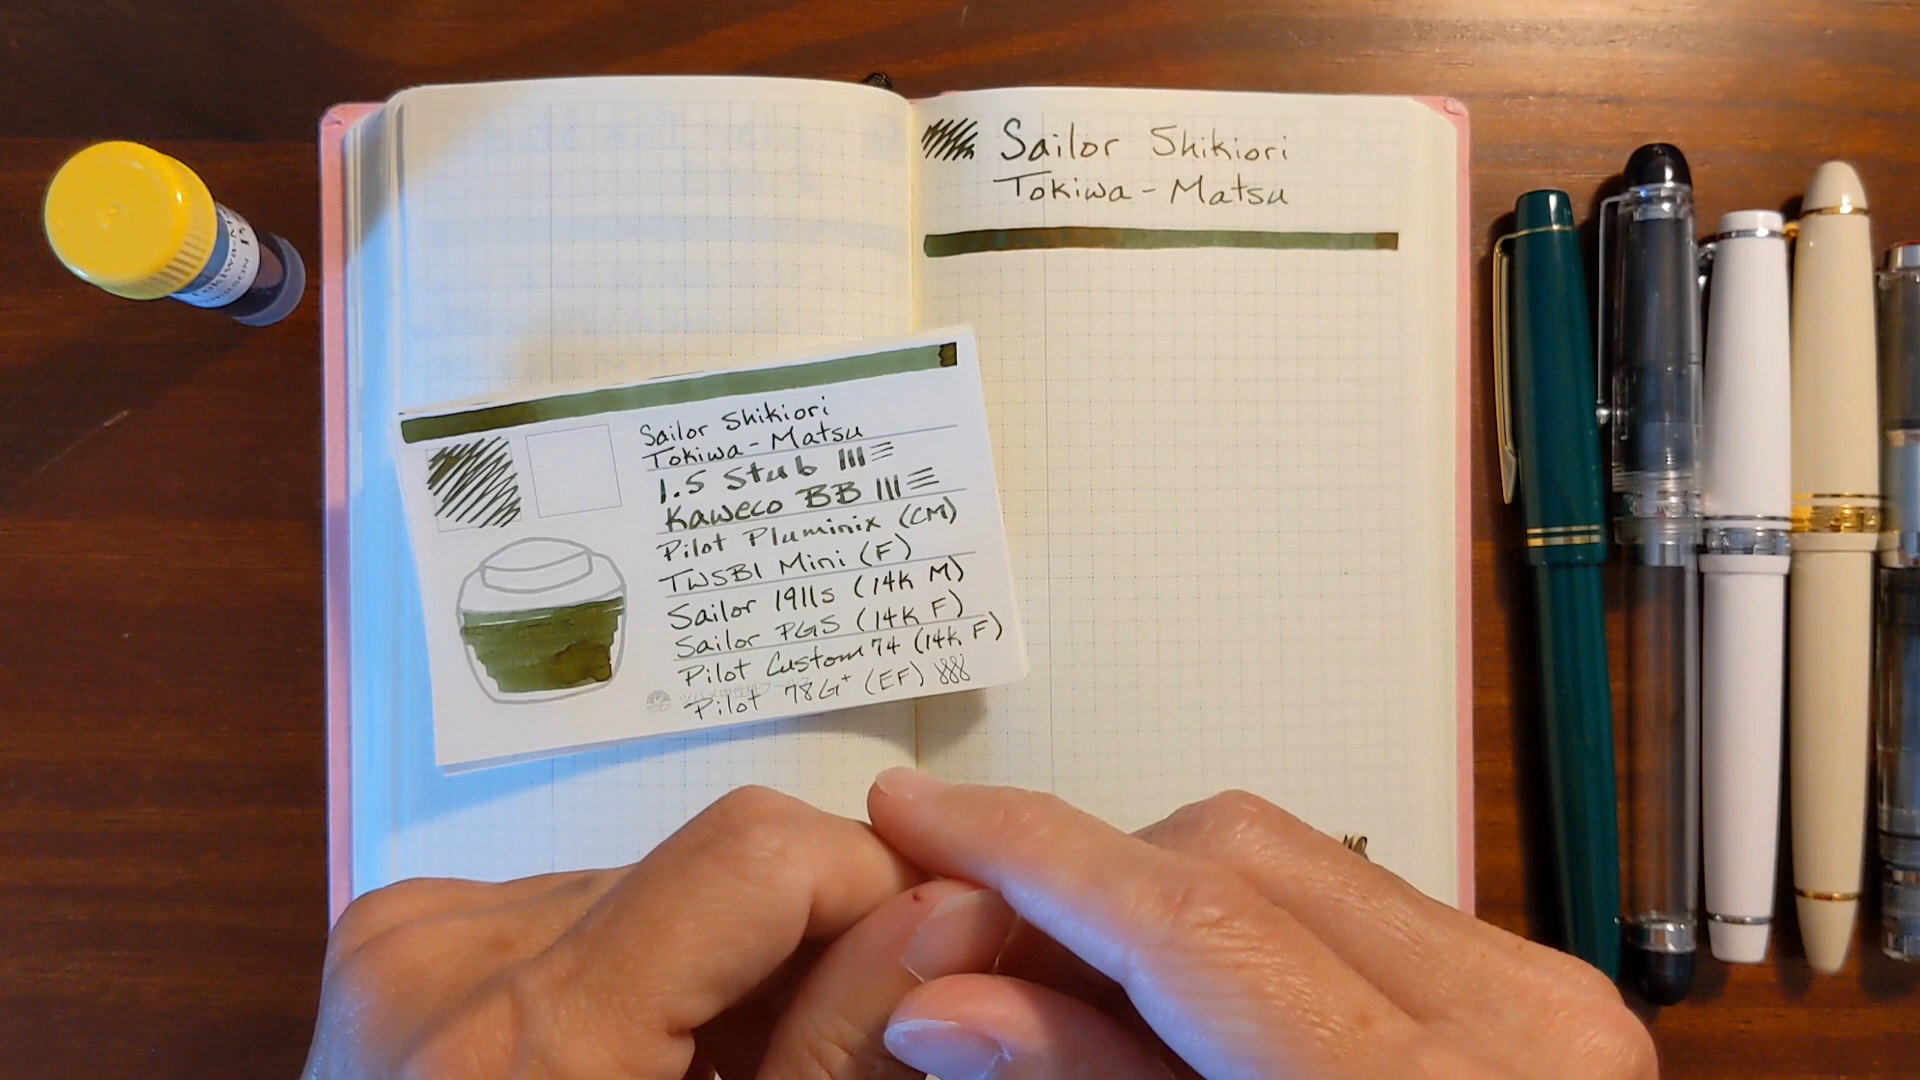 Sailor Shikiori
Tokiwa-Matsu
Sailor Shikiori
Tokiwa-Matsu
1.5 Stub
Kaweco BB
Pilot Pluminix (CM)
TWSBI Mini (F)
Sailor 1911s (14K M)
Sailor PGS (14K F)
Pilot Custom 74 (14K F)
Pilot 78G+ (EF)